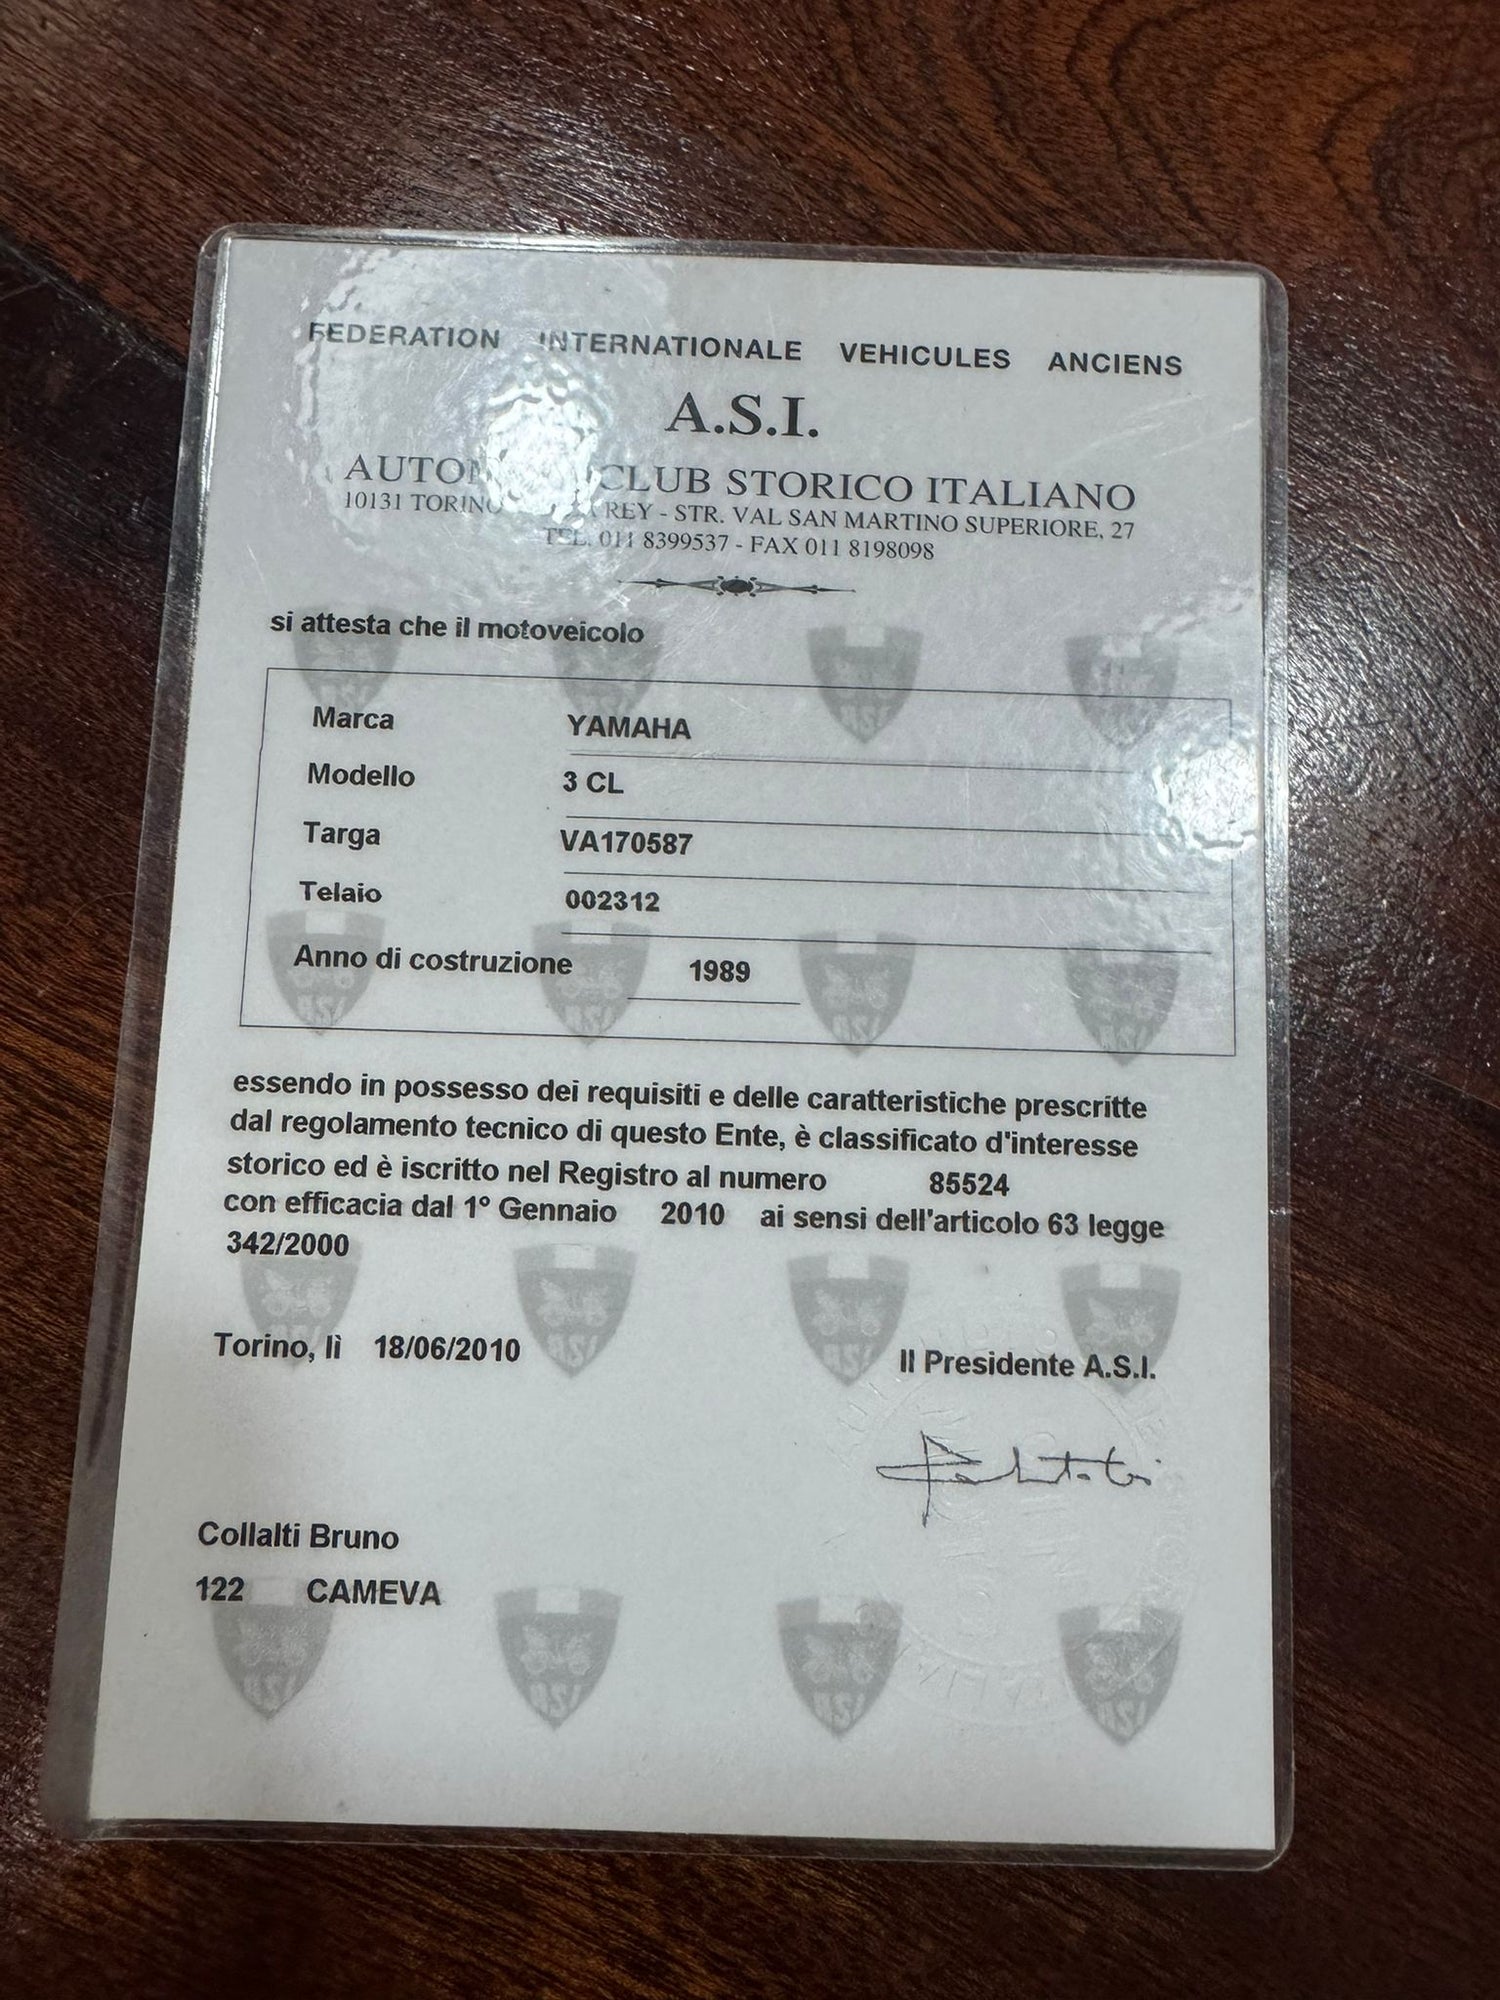 FEDERATION INTERNATIONALE VEHICULES ANCIENS
A.S.I.
CLUB STORICO ITALIANO
10131 TORINO REY - STR. VAL SAN MARTINO SUPERIORE, 27
TEL. 011 8399537 - FAX 011 8198098
si attesta che il motoveicolo
Marca YAMAHA
Modello 3 CL
Targa VA170587
Telaio 002312
Anno di costruzione 1989
essendo in possesso dei requisiti e delle caratteristiche prescritte
dal regolamento tecnico di questo Ente, è classificato d'interesse
storico ed è iscritto nel Registro al numero 85524
con efficacia dal 1° Gennaio 2010 ai sensi dell'articolo 63 legge
342/2000
Torino, lì 18/06/2010
Il Presidente A.S.I.
Collalti Bruno
122 CAMEVA